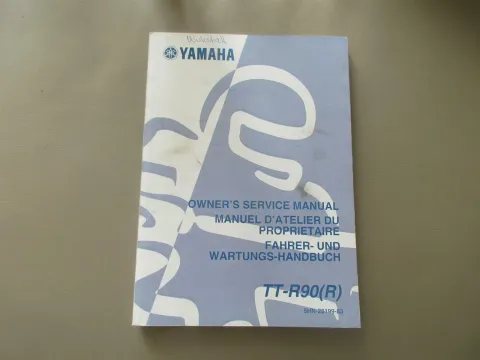 YAMAHA
OWNER'S SERVICE MANUAL
MANUEL D'ATELIER DU
PROPRIETAIRE
FAHRER- UND
WARTUNGS-HANDBUCH
TT-R90(R)